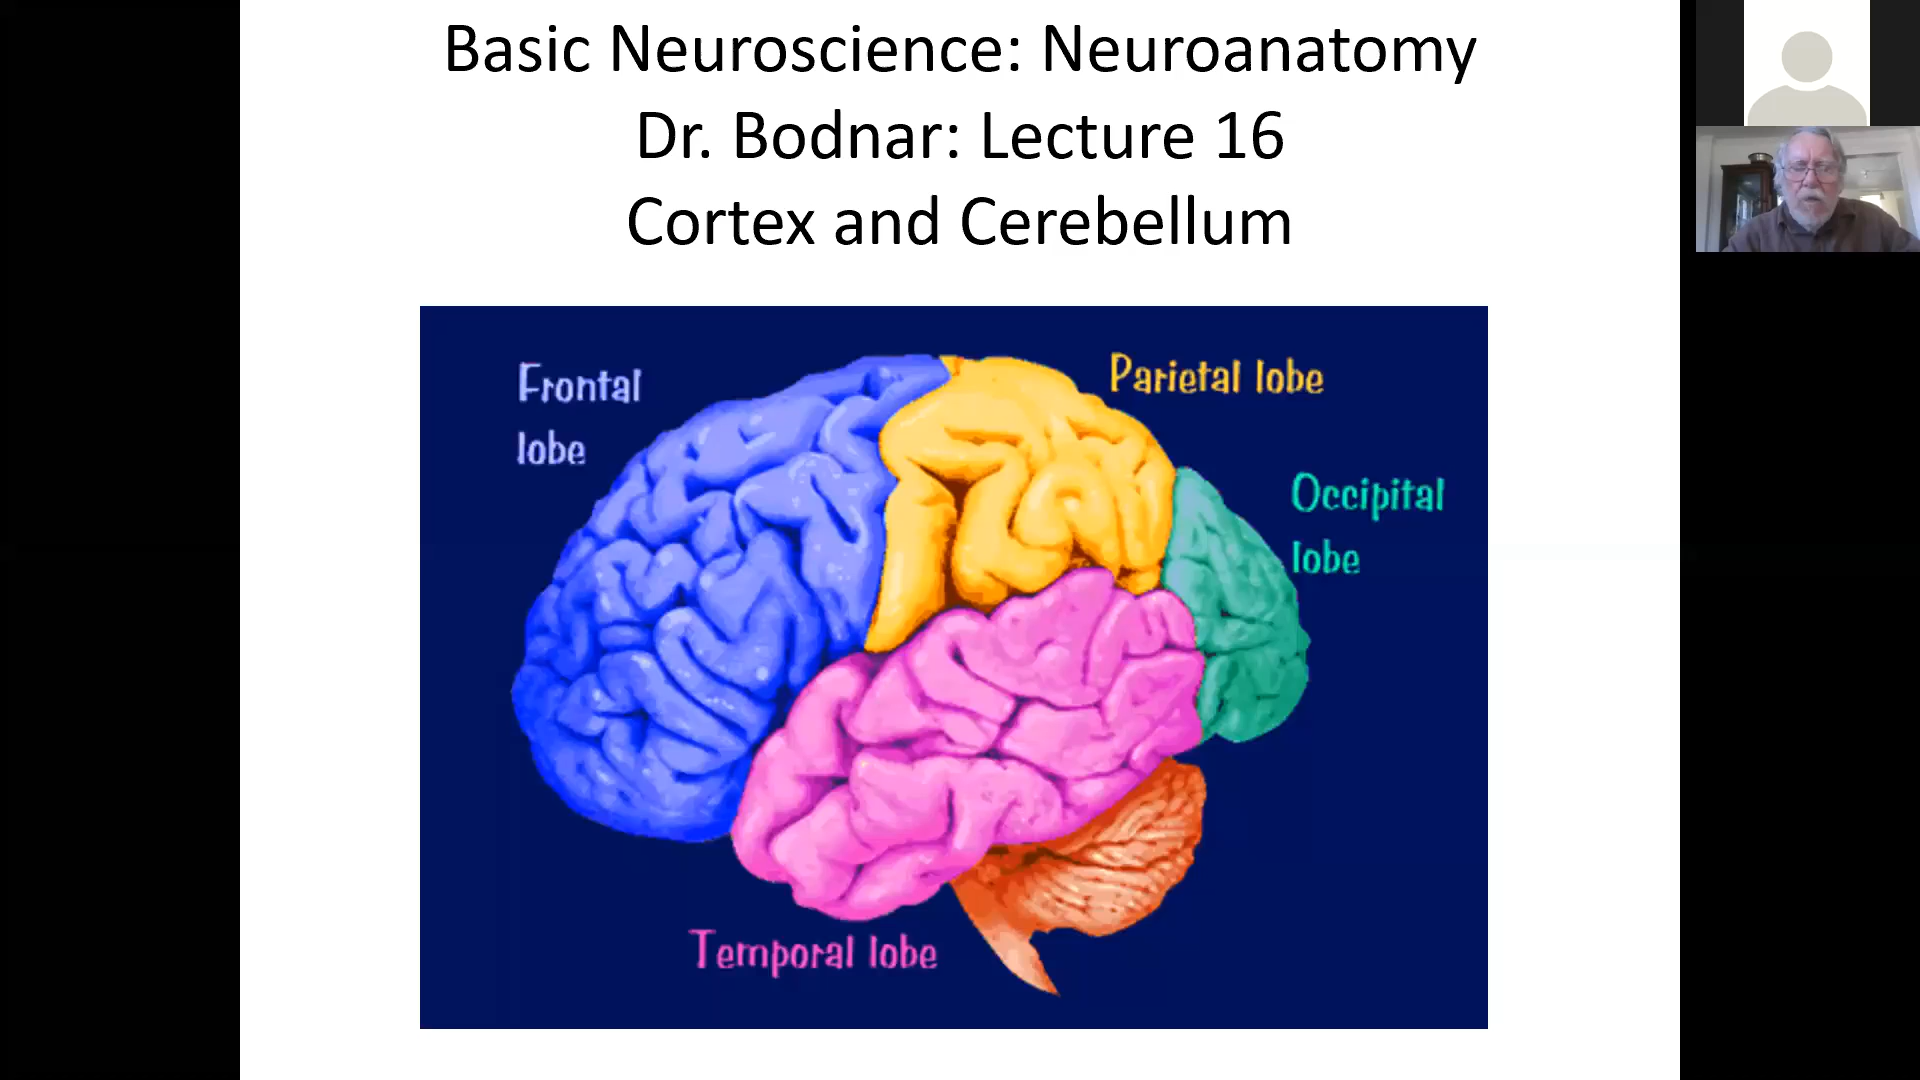 Basic Neuroscience: Neuroanatomy
Dr. Bodnar: Lecture 16
Cortex and Cerebellum
Frontal
lobe
Parietal lobe
Occipital
lobe
Temporal lobe